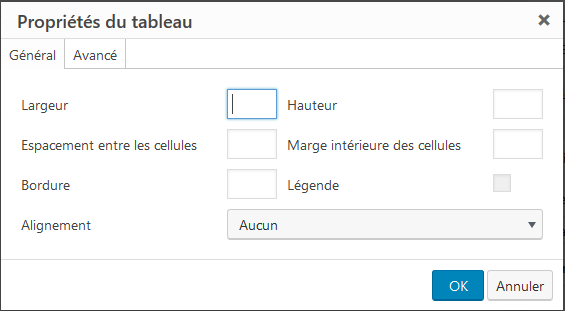 Propriétés du tableau
Général Avancé
Largeur Hauteur
Espacement entre les cellules Marge intérieure des cellules
Bordure Légende
Alignement Aucun
OK Annuler